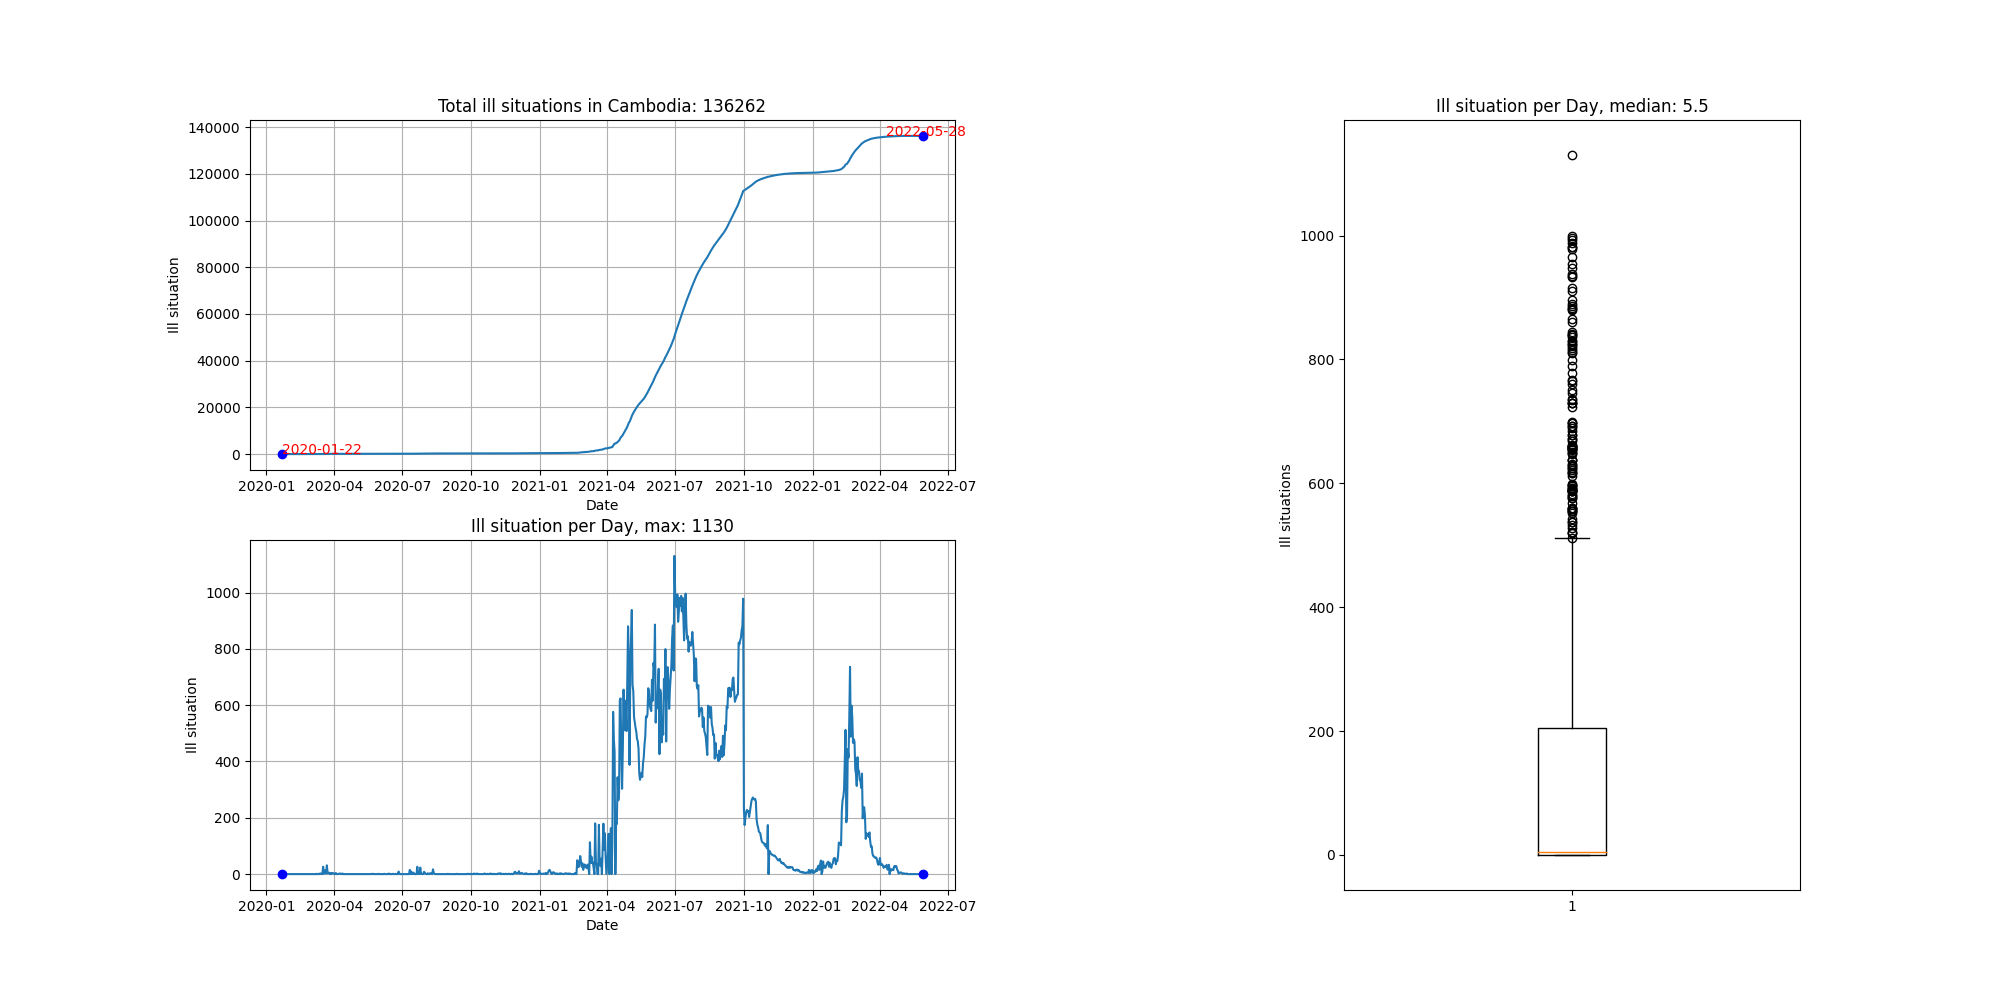 Total ill situations in Cambodia: 136262
Ill situation
140000
120000
100000
80000
60000
40000
20000
0
2020-01-22
2022-05-28
2020-01 2020-04 2020-07 2020-10 2021-01 2021-04 2021-07 2021-10 2022-01 2022-04 2022-07
Date
Ill situation per Day, max: 1130
Ill situation
1000
800
600
400
200
0
2020-01 2020-04 2020-07 2020-10 2021-01 2021-04 2021-07 2021-10 2022-01 2022-04 2022-07
Date
Ill situation per Day, median: 5.5
Ill situations
1000
800
600
400
200
0
1